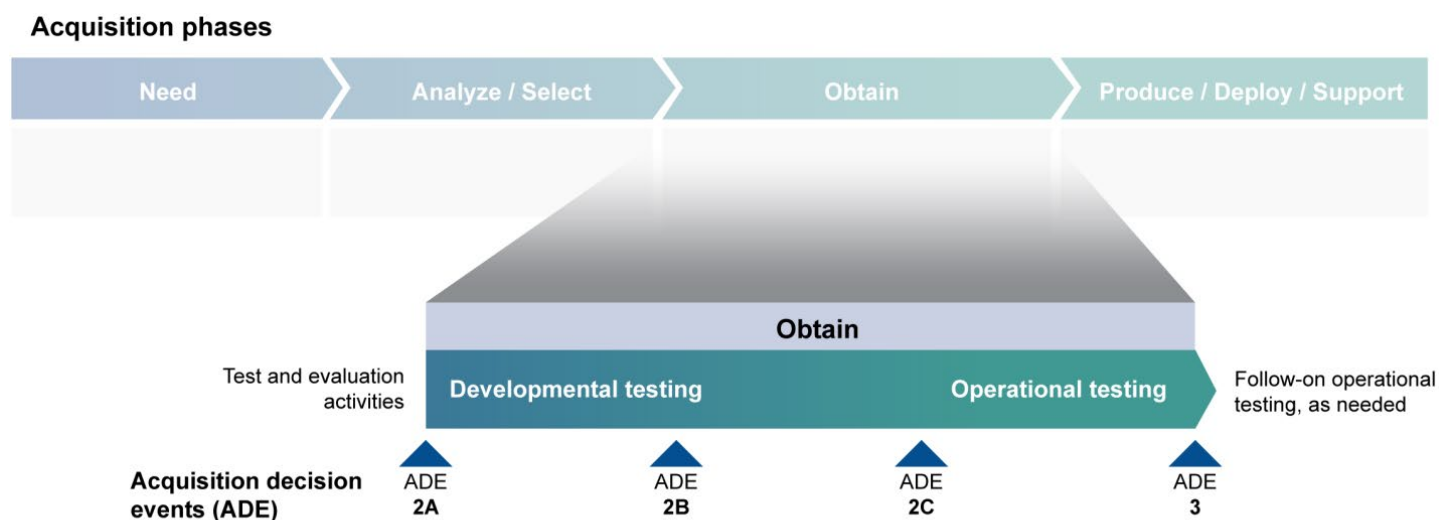 Acquisition phases
Need
Analyze / Select
Obtain
Produce / Deploy / Support
Obtain
Test and evaluation
activities
Developmental testing
Operational testing
Follow-on operational
testing, as needed
Acquisition decision
events (ADE)
ADE
2A
ADE
2B
ADE
2C
ADE
3